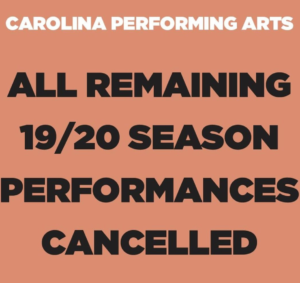 CAROLINA PERFORMING ARTS
ALL REMAINING
19/20 SEASON
PERFORMANCES
CANCELLED